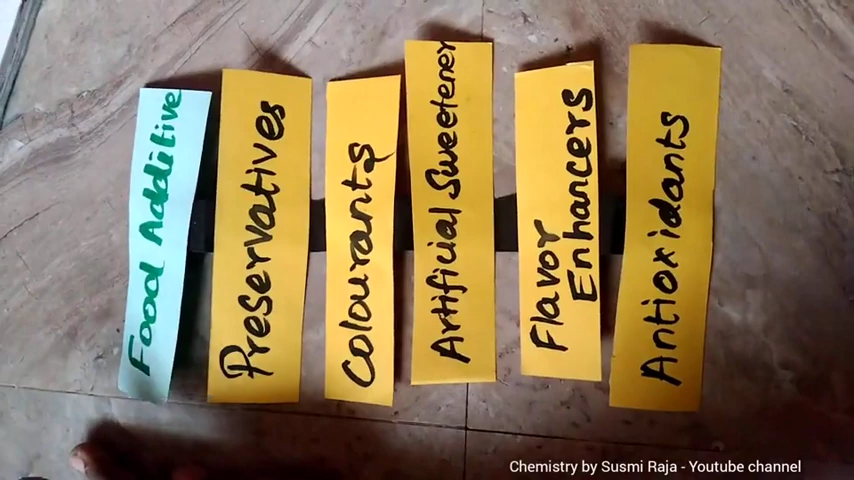 Food Additive
Preservatives
Colourants
Artificial Sweetener
Flavor
Enhancers
Antioxidants
Chemistry by Susmi Raja - Youtube channel